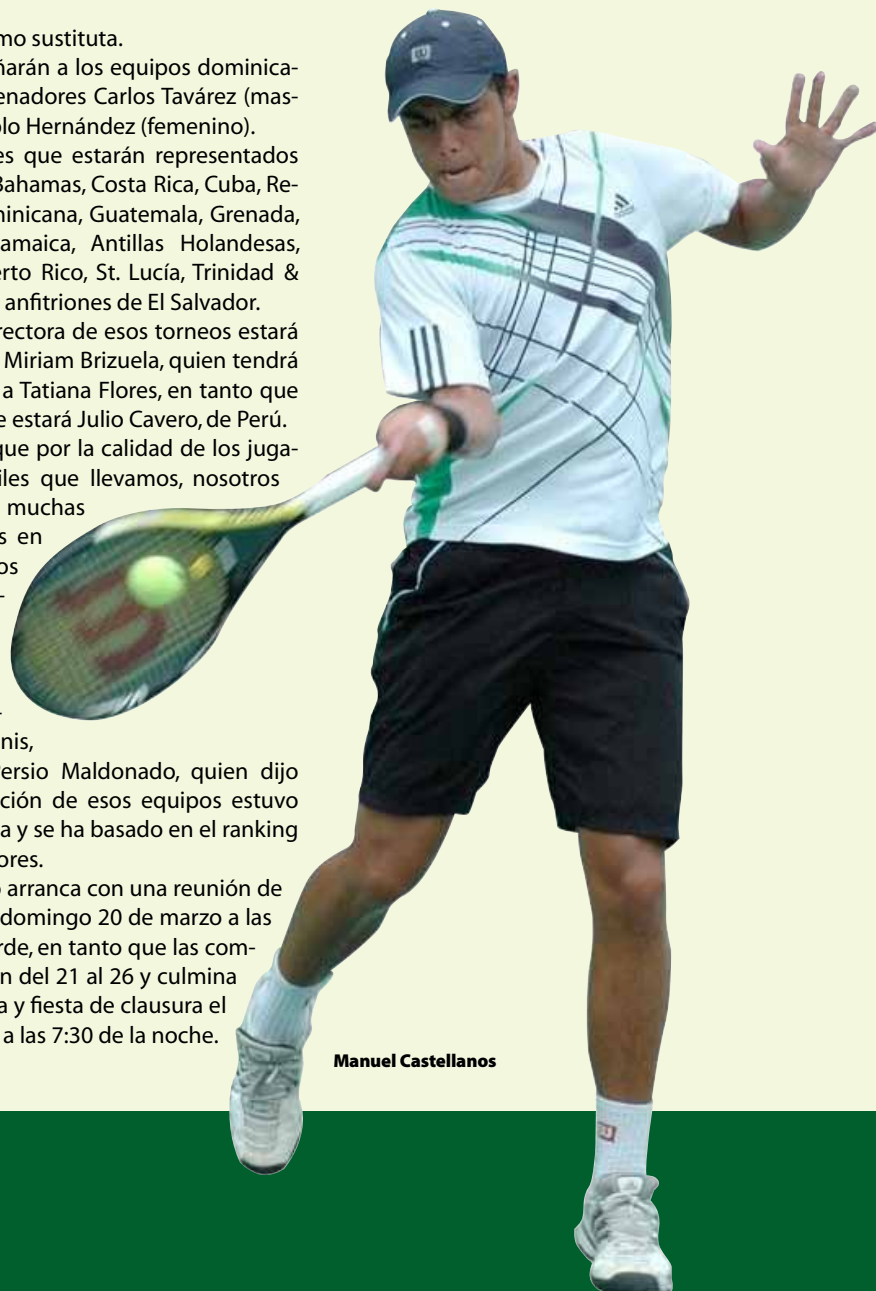 mo sustituta.
ñarán a los equipos dominica-
enadores Carlos Tavárez (mas-
olo Hernández (femenino).
es que estarán representados
Bahamas, Costa Rica, Cuba, Re-
minicana, Guatemala, Grenada,
amaica, Antillas Holandesas,
erto Rico, St. Lucía, Trinidad &
anfitriones de El Salvador.
rectora de esos torneos estará
Miriam Brizuela, quien tendrá
a Tatiana Flores, en tanto que
e estará Julio Cavero, de Perú.
que por la calidad de los juga-
iles que llevamos, nosotros
muchas
s en
os
-
-
nis,
Persio Maldonado, quien dijo
ción de esos equipos estuvo
a y se ha basado en el ranking
ores.
o arranca con una reunión de
domingo 20 de marzo a las
rde, en tanto que las com-
n del 21 al 26 y culmina
a y fiesta de clausura el
a las 7:30 de la noche.
Manuel Castellanos